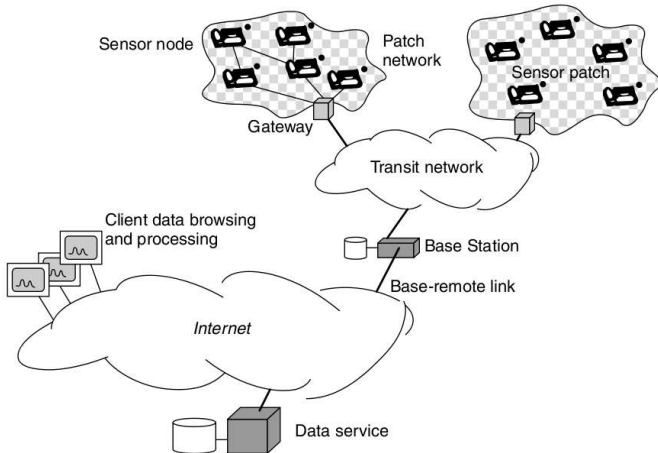 Sensor node
Patch
network
Sensor patch
Gateway
Transit network
Client data browsing
and processing
Base Station
Base-remote link
Internet
Data service